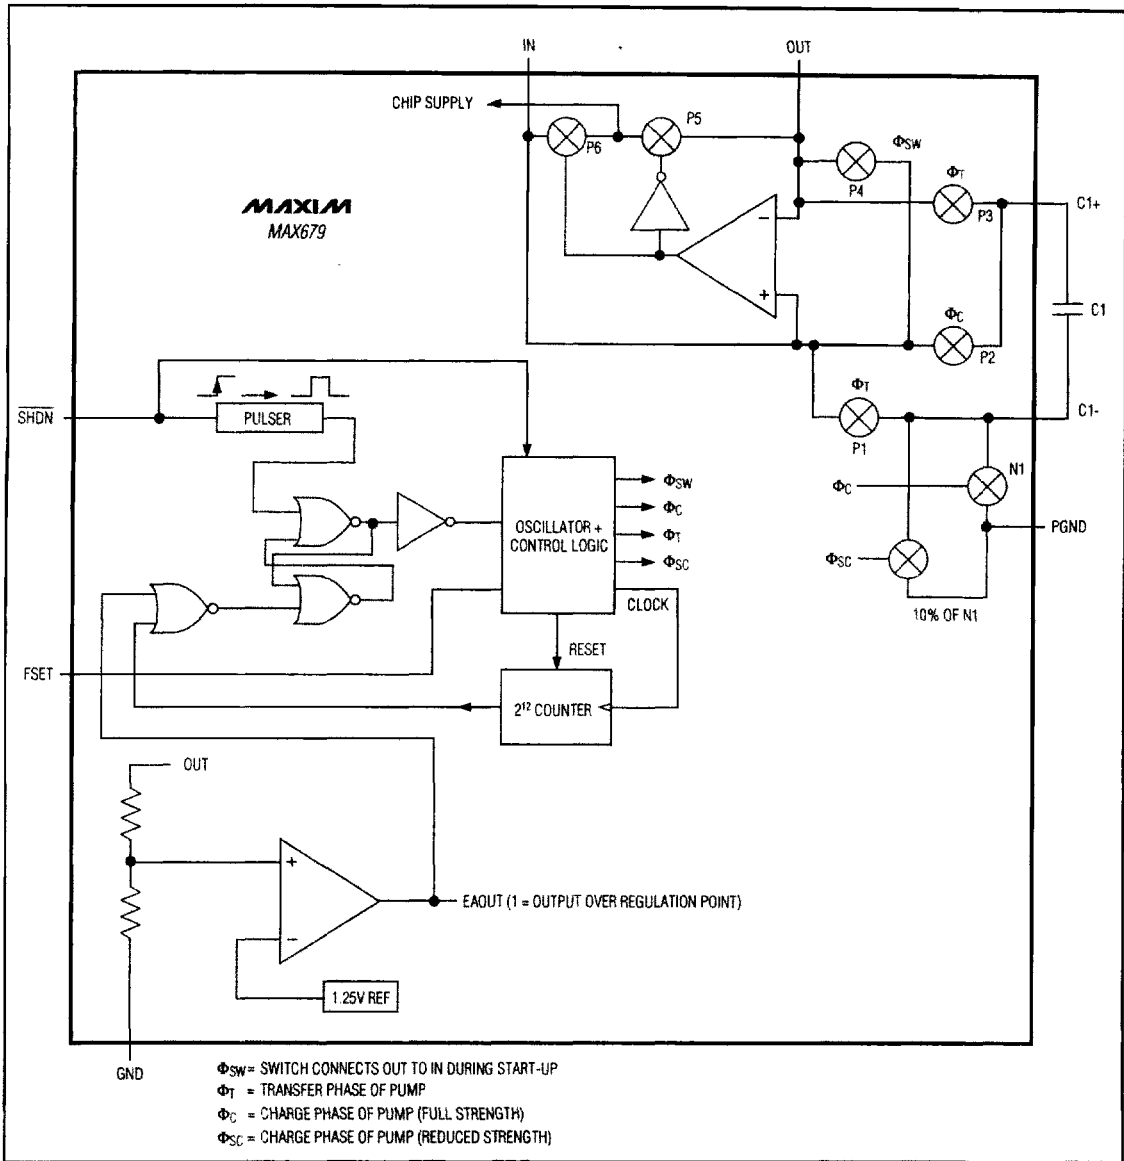 IN
OUT
CHIP SUPPLY
P5
P6
ΦSW
P4
ΦT
P3
C1+
MAXIM
MAX679
C1
ΦC
P2
ΦT
C1-
P1
SHDN
PULSER
N1
ΦC
ΦSW
ΦC
ΦT
ΦSC
OSCILLATOR +
CONTROL LOGIC
PGND
ΦSC
10% OF N1
CLOCK
RESET
FSET
2¹² COUNTER
OUT
+
−
+
−
EAOUT (1 = OUTPUT OVER REGULATION POINT)
1.25V REF
GND
ΦSW = SWITCH CONNECTS OUT TO IN DURING START-UP
ΦT = TRANSFER PHASE OF PUMP
ΦC = CHARGE PHASE OF PUMP (FULL STRENGTH)
ΦSC = CHARGE PHASE OF PUMP (REDUCED STRENGTH)